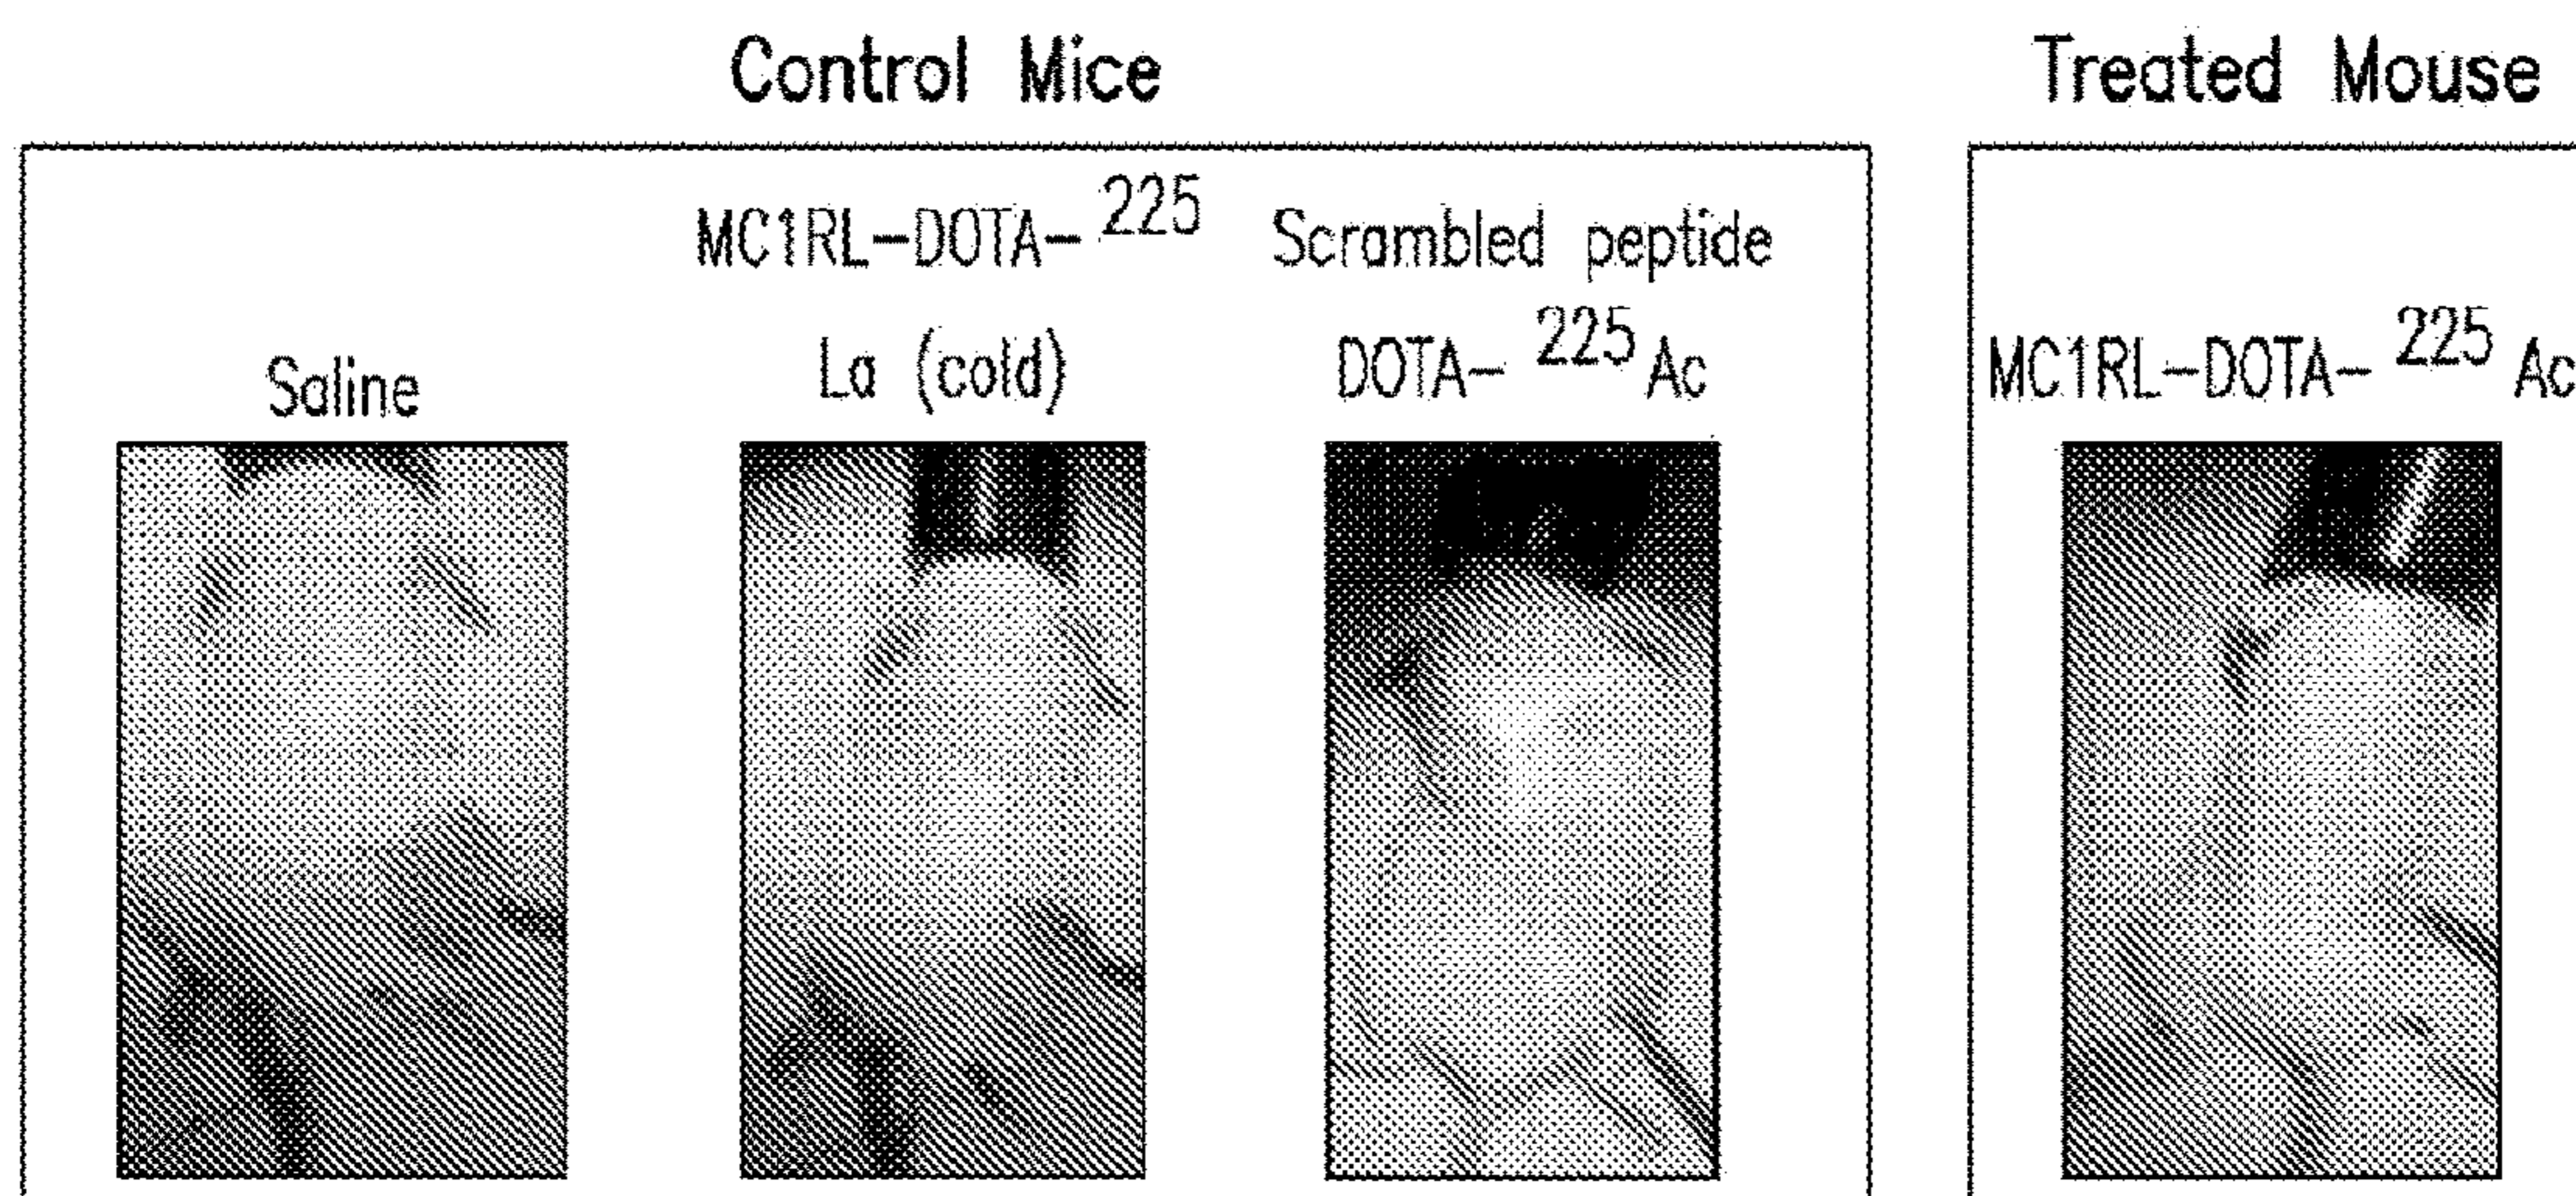 Control Mice
Treated Mouse
Saline
MC1RL-DOTA-²²⁵
La (cold)
Scrambled peptide
DOTA-²²⁵Ac
MC1RL-DOTA-²²⁵Ac